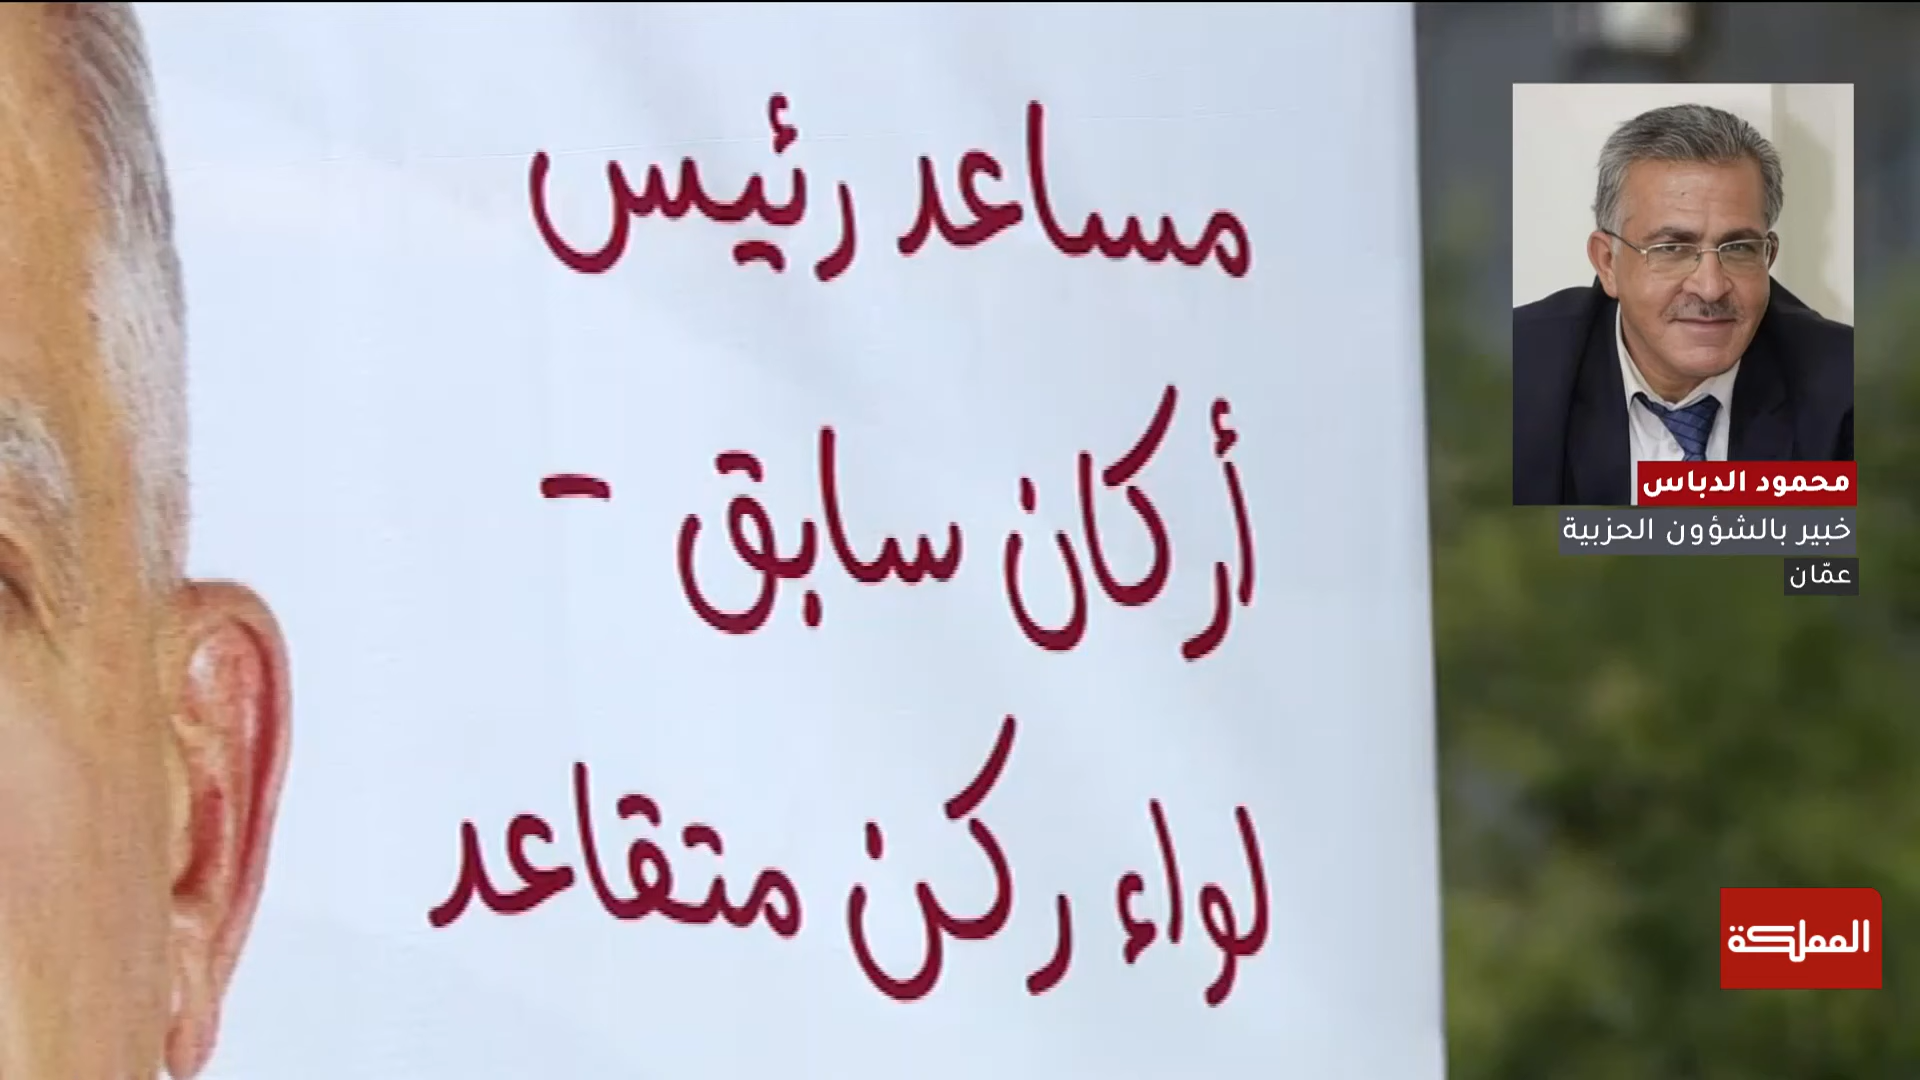 مساعد رئيس
أركان سابق -
لواء ركن متقاعد
محمود الدباس
خبير بالشؤون الحزبية
عمّان
المملكة